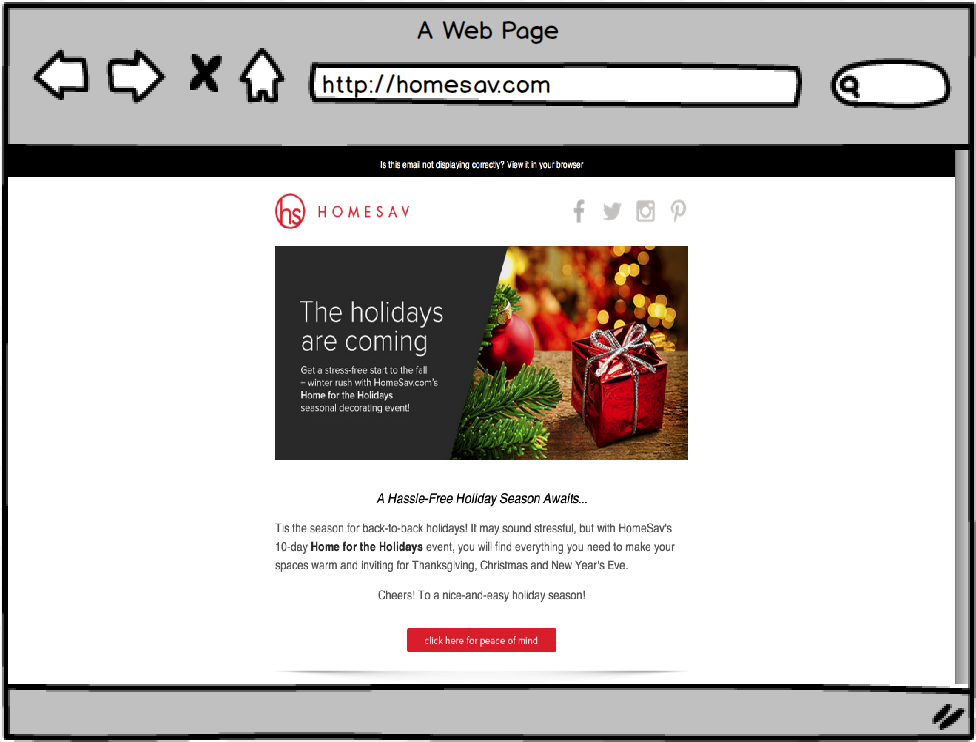 A Web Page
http://homesav.com
Is this email not displaying correctly? View it in your browser
hs HOMESAV
The holidays
are coming
Get a stress-free start to the fall
– winter rush with HomeSav.com's
Home for the Holidays
seasonal decorating event!
A Hassle-Free Holiday Season Awaits...
Tis the season for back-to-back holidays! It may sound stressful, but with HomeSav's
10-day Home for the Holidays event, you will find everything you need to make your
spaces warm and inviting for Thanksgiving, Christmas and New Year's Eve.
Cheers! To a nice-and-easy holiday season!
click here for peace of mind